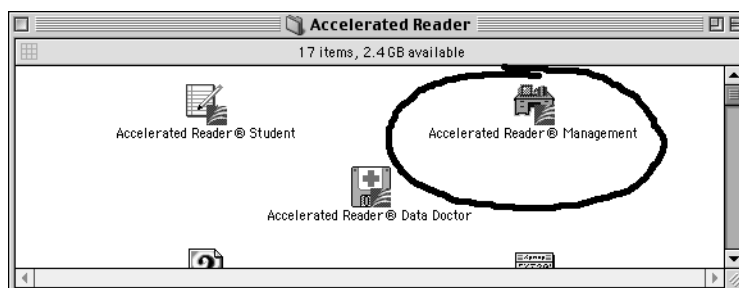 Accelerated Reader
17 items, 2.4 GB available
Accelerated Reader® Student
Accelerated Reader® Management
Accelerated Reader® Data Doctor